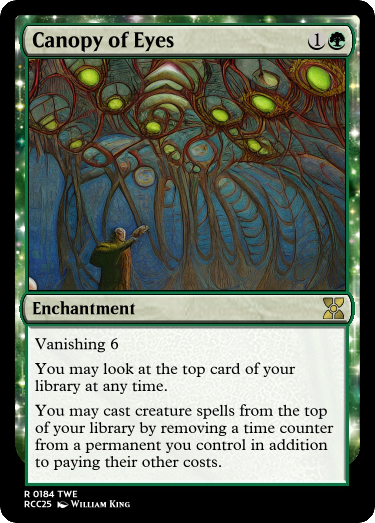 Canopy of Eyes 1
Enchantment
Vanishing 6
You may look at the top card of your
library at any time.
You may cast creature spells from the top
of your library by removing a time counter
from a permanent you control in addition
to paying their other costs.
R 0184 TWE
RCC25 William King